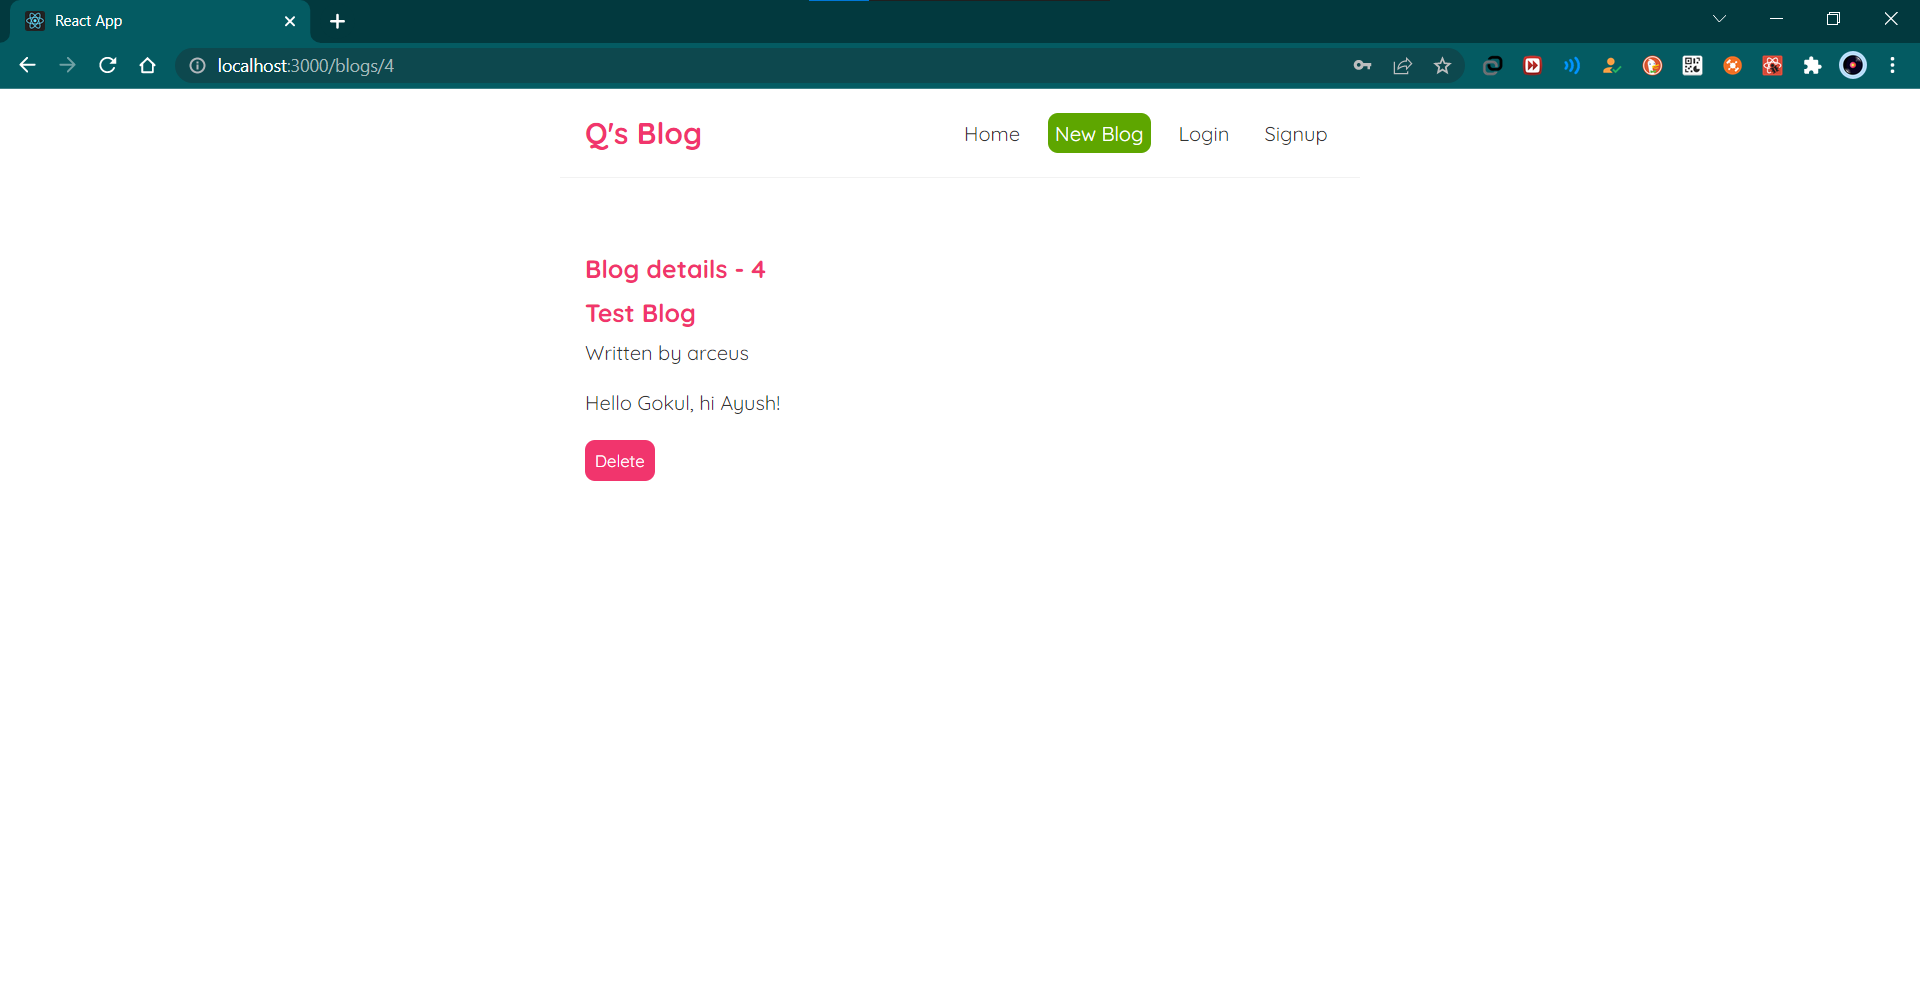 React App
localhost:3000/blogs/4
Q's Blog Home New Blog Login Signup
Blog details - 4
Test Blog
Written by arceus
Hello Gokul, hi Ayush!
Delete